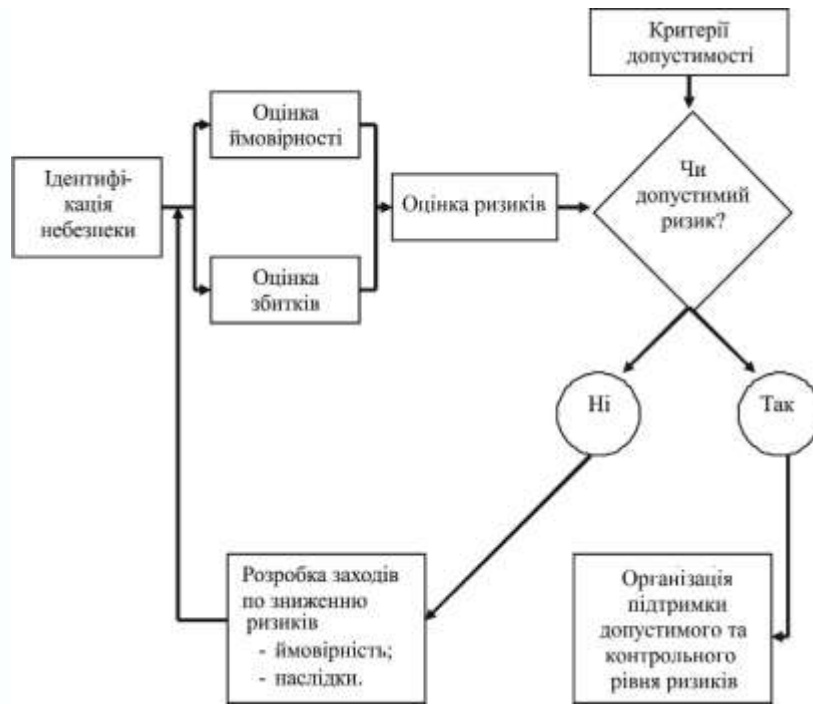 Критерії
допустимості
Оцінка
ймовірності
Ідентифі-
кація
небезпеки
Оцінка ризиків
Чи
допустимий
ризик?
Оцінка
збитків
Ні
Так
Розробка заходів
по зниженню
ризиків
- ймовірність;
- наслідки.
Організація
підтримки
допустимого та
контрольного
рівня ризиків